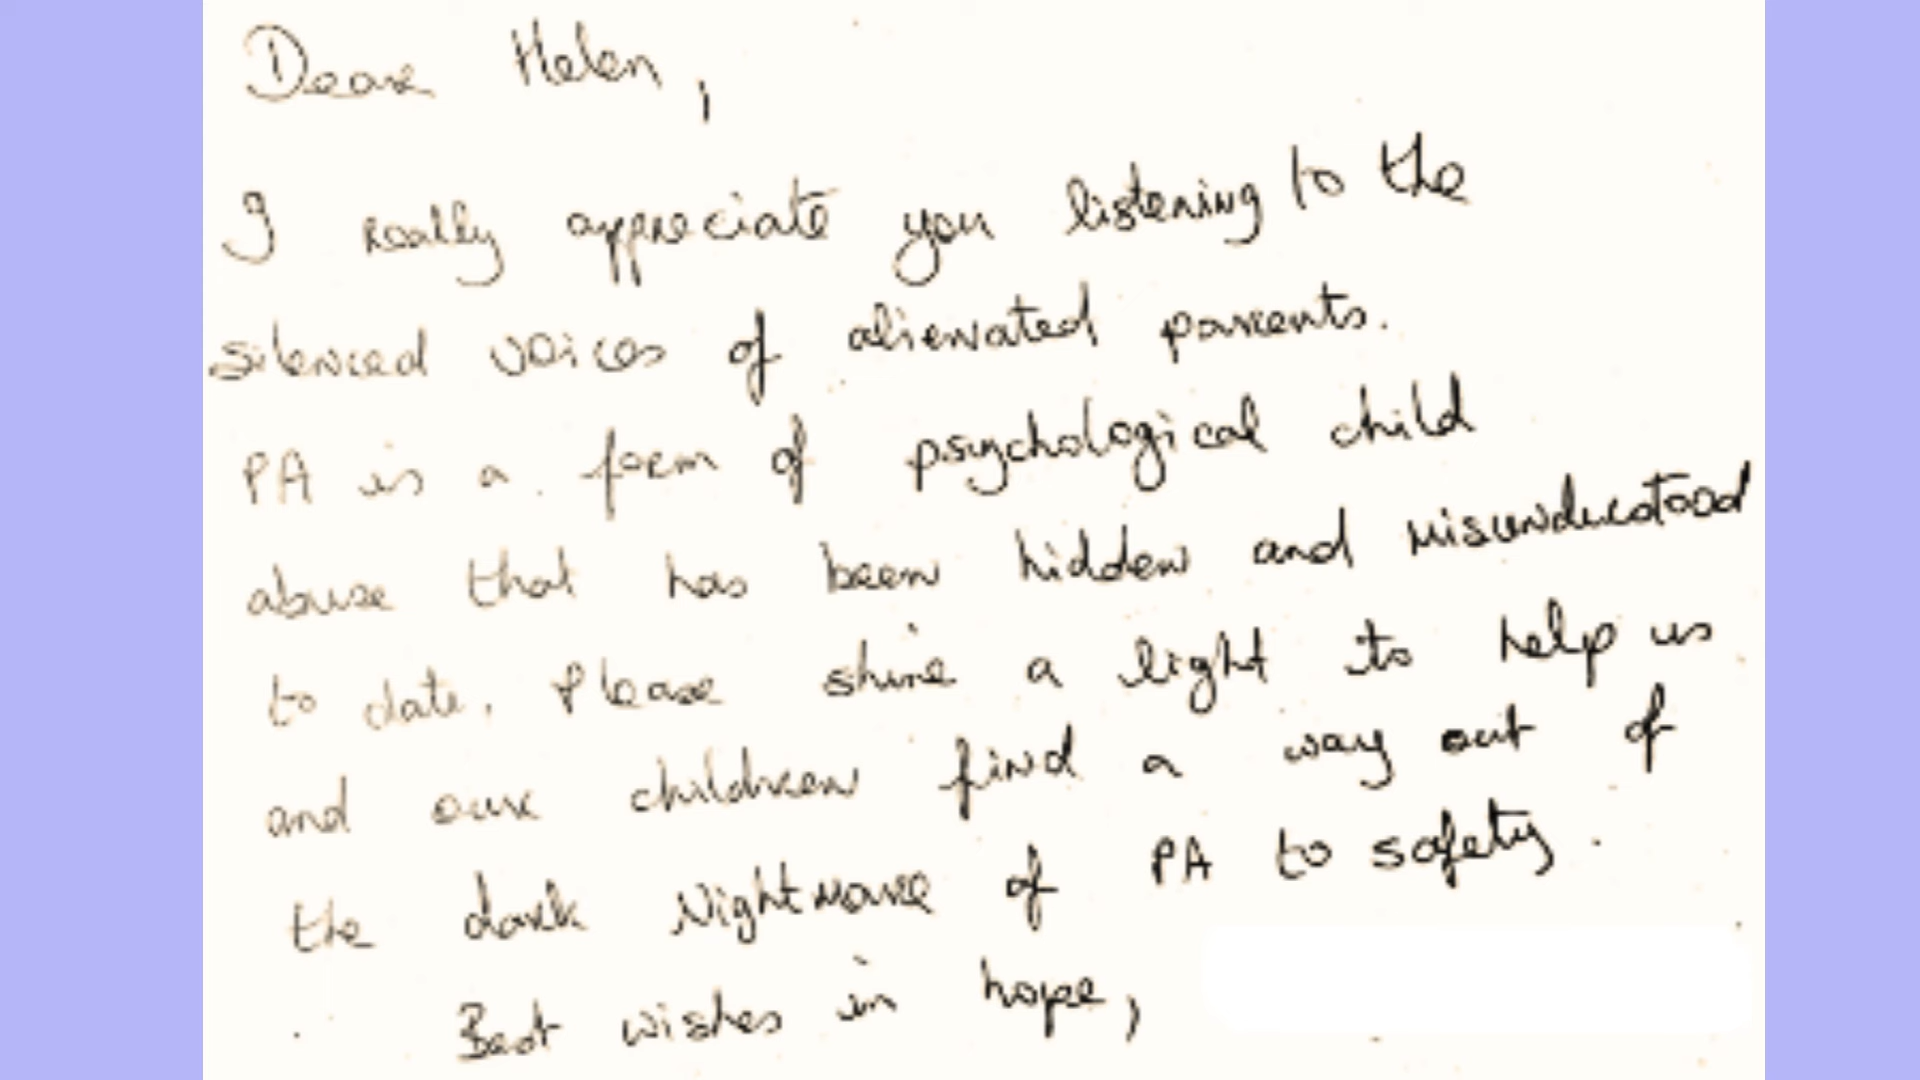 Dear Helen,
I really appreciate you listening to the
silenced voices of alienated parents.
PA is a form of psychological child
abuse that has been hidden and misunderstood
to date. Please shine a light to help us
and our children find a way out of
the dark Nightmare of PA to safety.
Best wishes in hope,